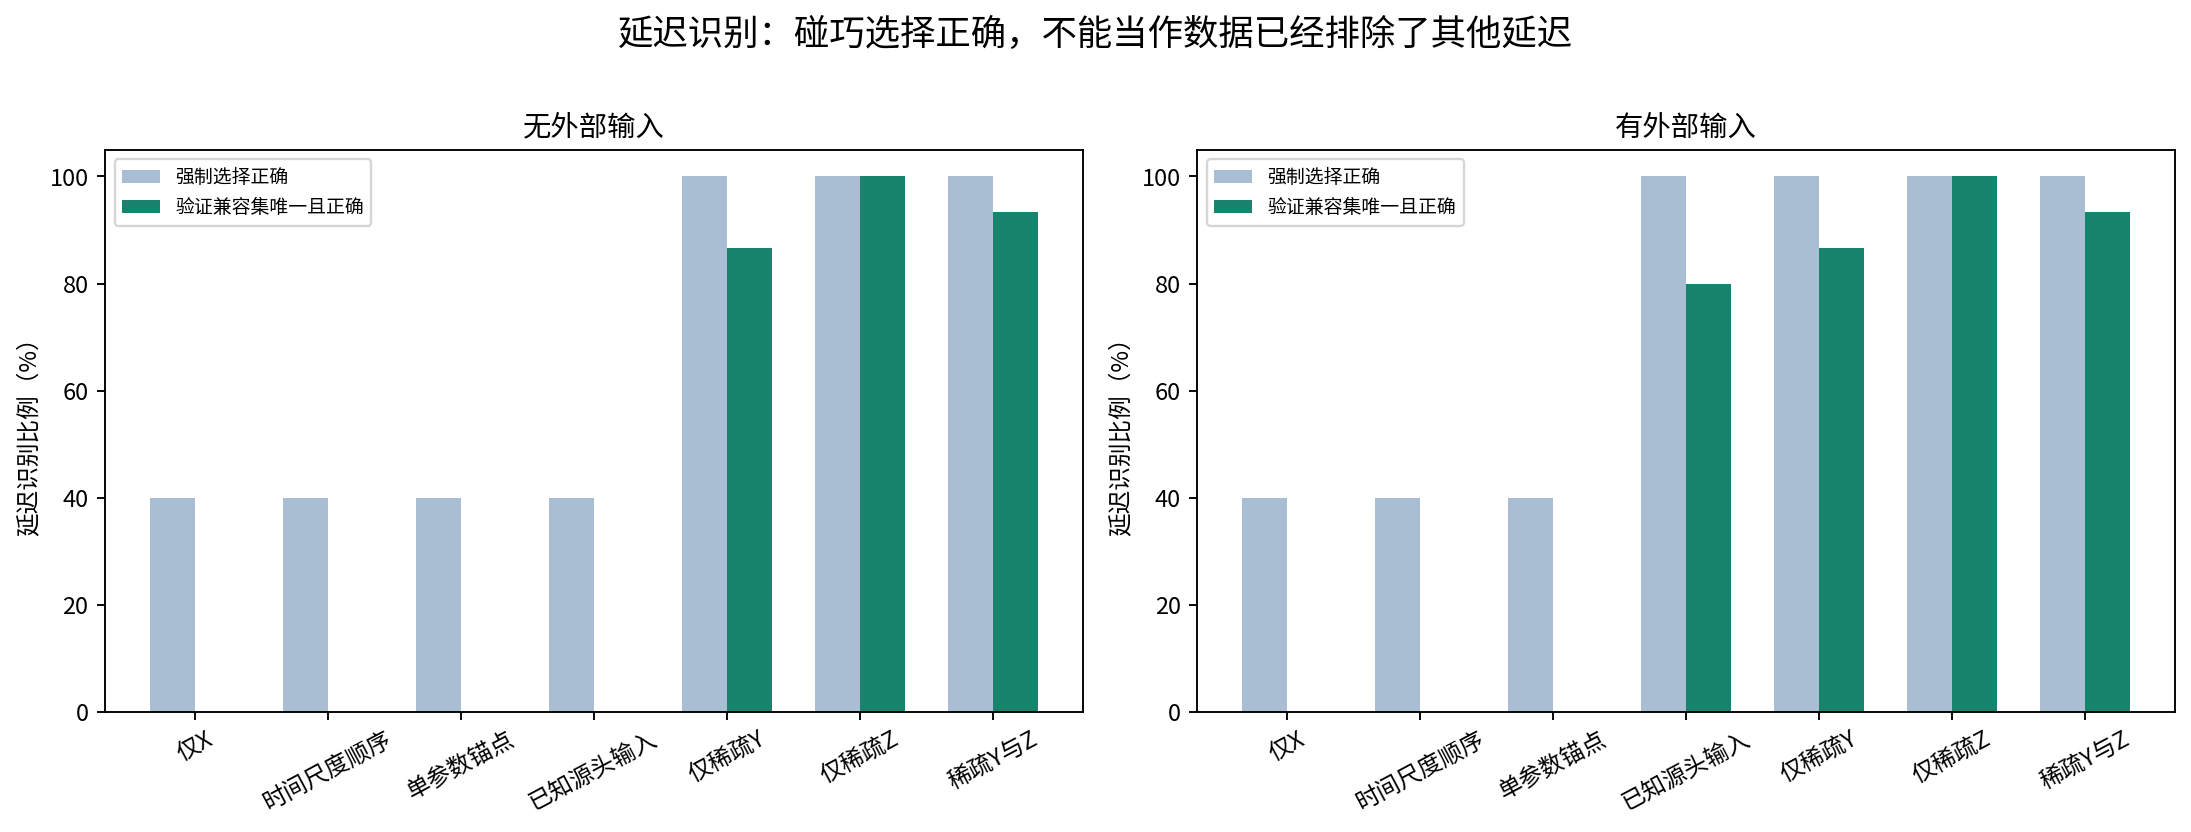 延迟识别：碰巧选择正确，不能当作数据已经排除了其他延迟
无外部输入
强制选择正确
验证兼容集唯一且正确
延迟识别比例（%）
100
80
60
40
20
0
仅X
时间尺度顺序
单参数锚点
已知源头输入
仅稀疏Y
仅稀疏Z
稀疏Y与Z
有外部输入
强制选择正确
验证兼容集唯一且正确
延迟识别比例（%）
100
80
60
40
20
0
仅X
时间尺度顺序
单参数锚点
已知源头输入
仅稀疏Y
仅稀疏Z
稀疏Y与Z